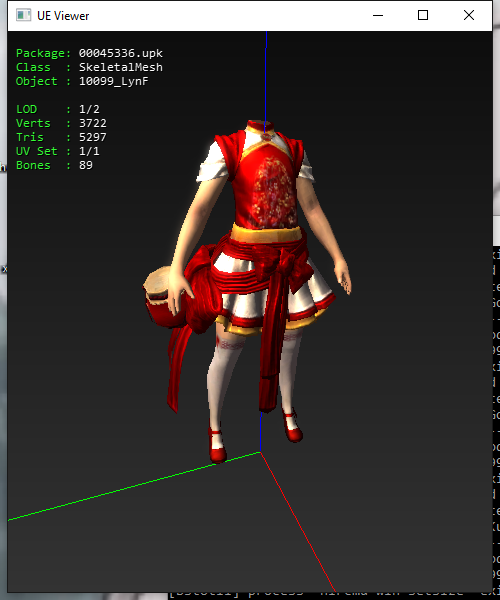 UE Viewer
Package: 00045336.upk
Class : SkeletalMesh
Object : 10099_LynF
LOD : 1/2
Verts : 3722
Tris : 5297
UV Set : 1/1
Bones : 89